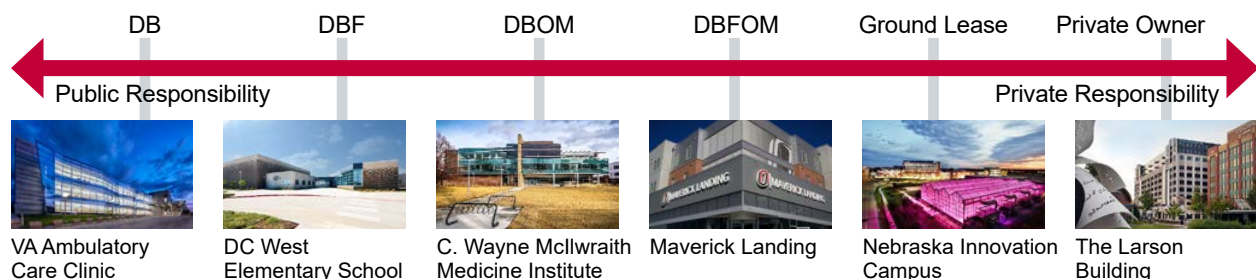 DB DBF DBOM DBFOM Ground Lease Private Owner
Public Responsibility Private Responsibility
MAVERICK LANDING
MAVERICK LANDING
VA Ambulatory
Care Clinic
DC West
Elementary School
C. Wayne McIlwraith
Medicine Institute
Maverick Landing
Nebraska Innovation
Campus
The Larson
Building